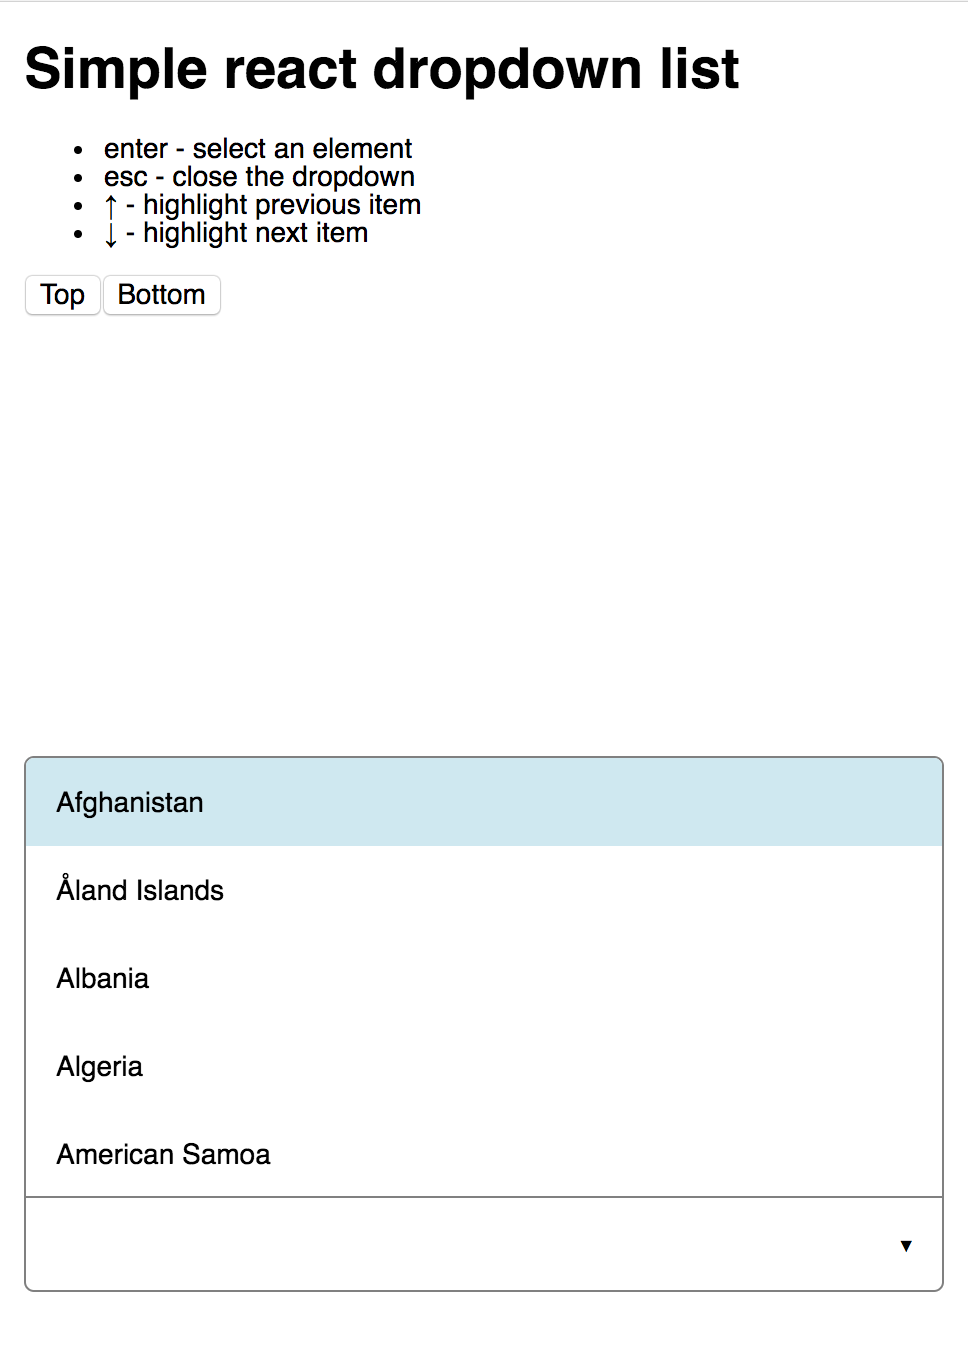 Simple react dropdown list
• enter - select an element
• esc - close the dropdown
• ↑ - highlight previous item
• ↓ - highlight next item
Top Bottom
Afghanistan
Åland Islands
Albania
Algeria
American Samoa
▼